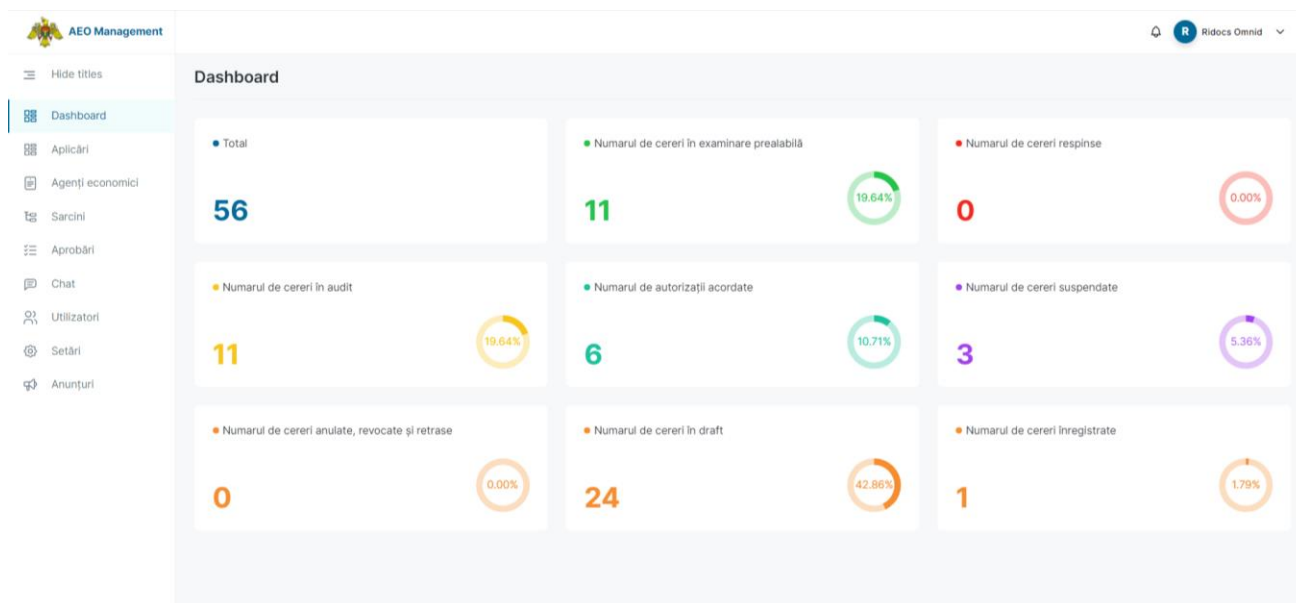 AEO Management
R Ridocs Omnid
Hide titles
Dashboard
Aplicări
Agenți economici
Sarcini
Aprobări
Chat
Utilizatori
Setări
Anunțuri
Dashboard
Total
56
Numarul de cereri în examinare prealabilă
11
19.64%
Numarul de cereri respinse
0
0.00%
Numarul de cereri în audit
11
19.64%
Numarul de autorizații acordate
6
10.71%
Numarul de cereri suspendate
3
5.36%
Numarul de cereri anulate, revocate și retrase
0
0.00%
Numarul de cereri în draft
24
42.86%
Numarul de cereri înregistrate
1
1.79%